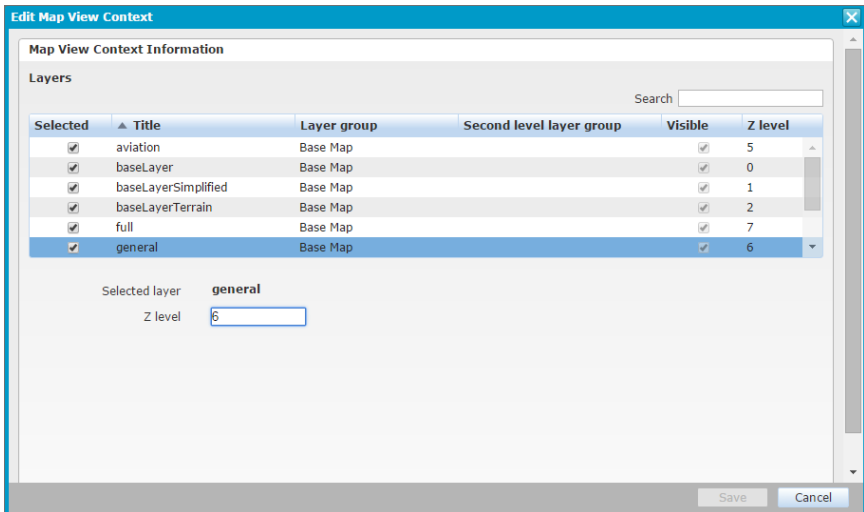 Edit Map View Context
Map View Context Information
Layers
Search
Selected Title Layer group Second level layer group Visible Z level
aviation Base Map 5
baseLayer Base Map 0
baseLayerSimplified Base Map 1
baseLayerTerrain Base Map 2
full Base Map 7
general Base Map 6
Selected layer general
Z level 6
Save Cancel